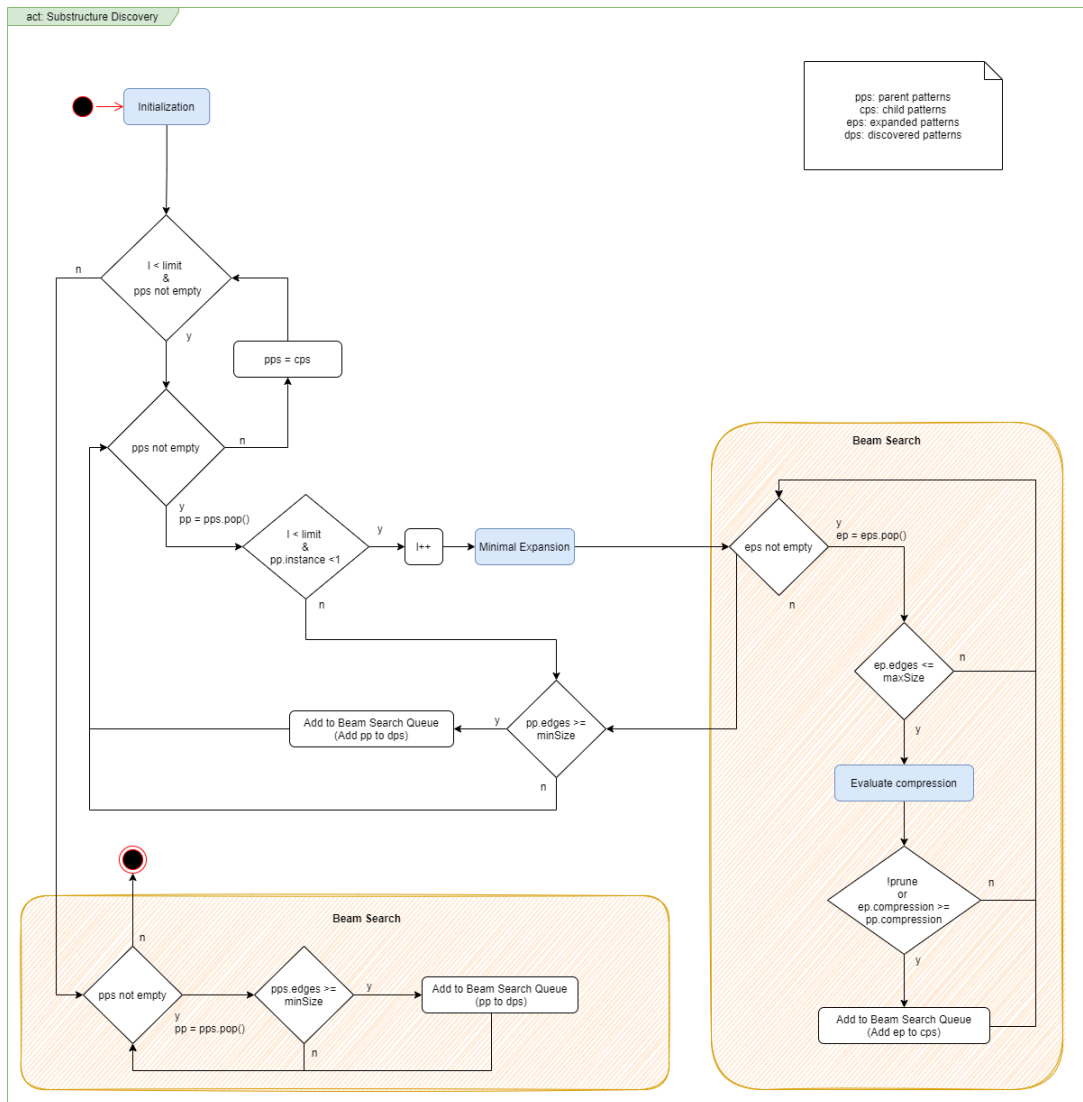 act: Substructure Discovery
pps: parent patterns
cps: child patterns
eps: expanded patterns
dps: discovered patterns
Initialization
I < limit
&
pps not empty
n
y
pps = cps
pps not empty
n
y
pp = pps.pop()
I < limit
&
pp.instance <1
y
n
I++
Minimal Expansion
Beam Search
eps not empty
y
ep = eps.pop()
n
ep.edges <=
maxSize
n
y
pp.edges >=
minSize
y
n
Add to Beam Search Queue
(Add pp to dps)
Evaluate compression
!prune
or
ep.compression >=
pp.compression
n
y
Add to Beam Search Queue
(Add ep to cps)
Beam Search
pps not empty
n
y
pp = pps.pop()
pps.edges >=
minSize
y
n
Add to Beam Search Queue
(pp to dps)